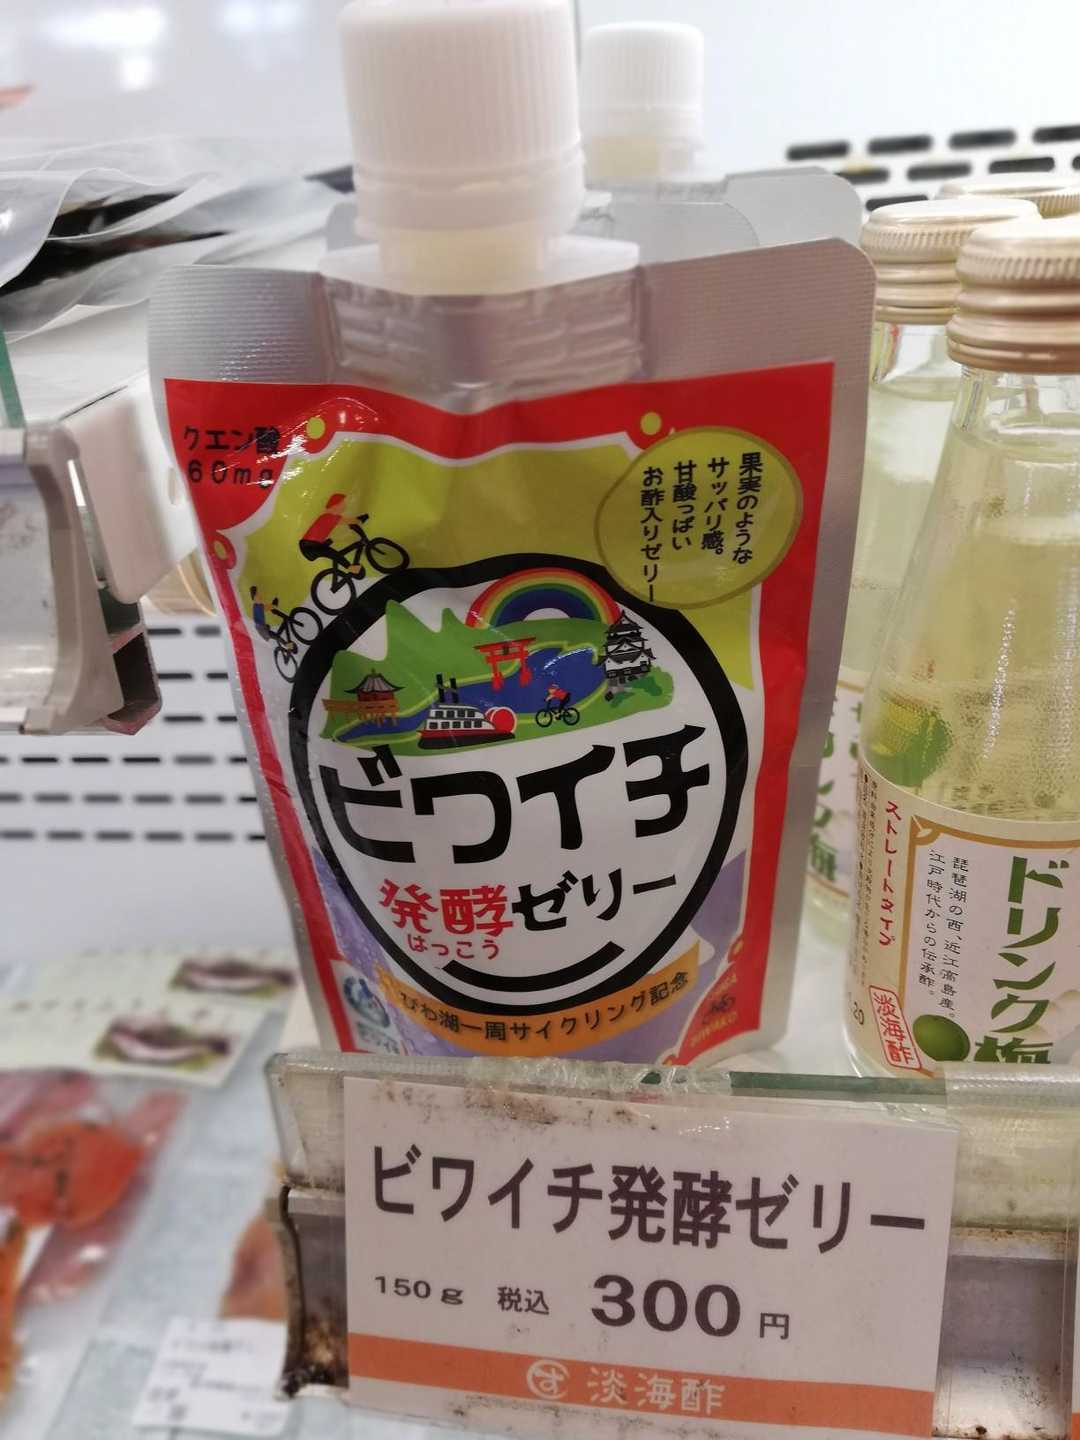 クエン酸
60mg
果実のような
サッパリ感。
甘酸っぱい
お酢入りゼリー
ビワイチ
発酵ゼリー
はっこう
びわ湖一周サイクリング記念
ストレートタイプ
琵琶湖の西、近江高島産。
江戸時代からの伝承酢。
ドリンク梅
淡海酢
ビワイチ発酵ゼリー
150g 税込 300円
す 淡海酢